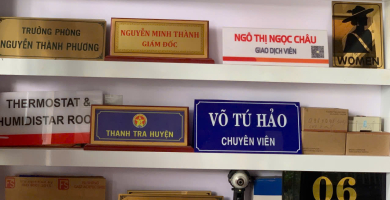 TRƯỞNG PHÒNG
NGUYỄN THÀNH PHƯƠNG
NGUYỄN MINH THÀNH
GIÁM ĐỐC
NGÔ THỊ NGỌC CHÂU
GIAO DỊCH VIÊN
WOMEN
THERMOSTAT &
HUMIDISTAR ROO
THANH TRA HUYỆN
VÕ TÚ HẢO
CHUYÊN VIÊN
06